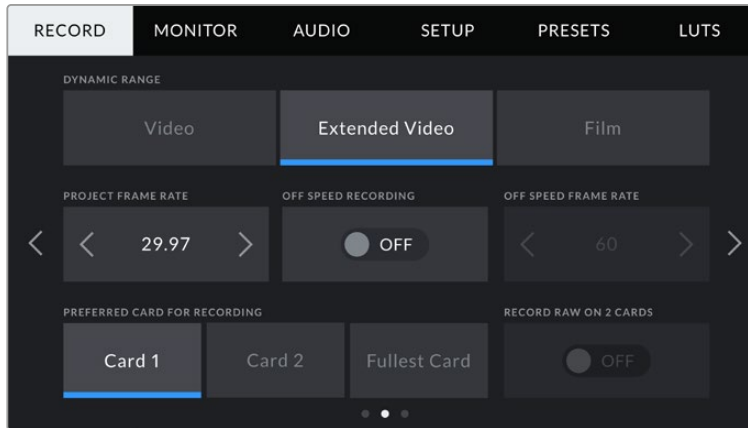 RECORD MONITOR AUDIO SETUP PRESETS LUTS
DYNAMIC RANGE
Video Extended Video Film
PROJECT FRAME RATE OFF SPEED RECORDING OFF SPEED FRAME RATE
29.97 OFF 60
PREFERRED CARD FOR RECORDING RECORD RAW ON 2 CARDS
Card 1 Card 2 Fullest Card OFF